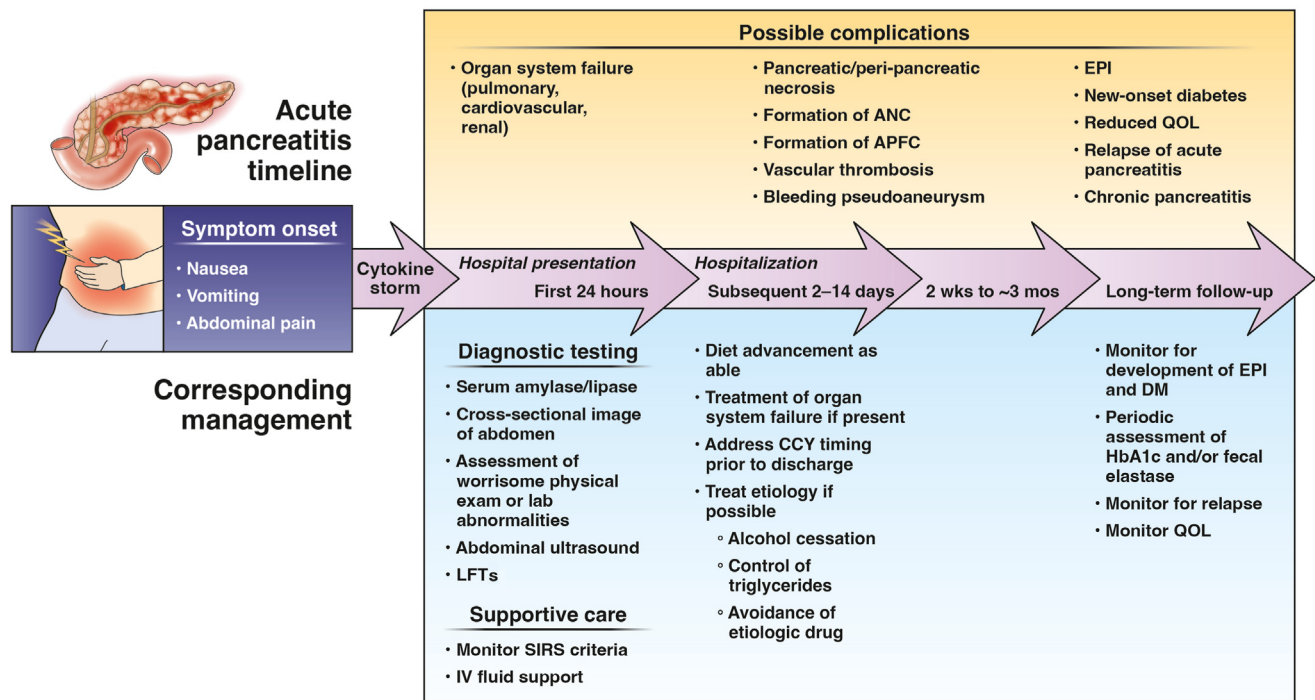 Acute
pancreatitis
timeline
Symptom onset
• Nausea
• Vomiting
• Abdominal pain
Possible complications
• Organ system failure
(pulmonary,
cardiovascular,
renal)
• Pancreatic/peri-pancreatic
necrosis
• Formation of ANC
• Formation of APFC
• Vascular thrombosis
• Bleeding pseudoaneurysm
• EPI
• New-onset diabetes
• Reduced QOL
• Relapse of acute
pancreatitis
• Chronic pancreatitis
Cytokine
storm
Hospital presentation
First 24 hours
Hospitalization
Subsequent 2–14 days
2 wks to ~3 mos
Long-term follow-up
Corresponding
management
Diagnostic testing
• Serum amylase/lipase
• Cross-sectional image
of abdomen
• Assessment of
worrisome physical
exam or lab
abnormalities
• Abdominal ultrasound
• LFTs
Supportive care
• Monitor SIRS criteria
• IV fluid support
• Diet advancement as
able
• Treatment of organ
system failure if present
• Address CCY timing
prior to discharge
• Treat etiology if
possible
◦ Alcohol cessation
◦ Control of
triglycerides
◦ Avoidance of
etiologic drug
• Monitor for
development of EPI
and DM
• Periodic
assessment of
HbA1c and/or fecal
elastase
• Monitor for relapse
• Monitor QOL